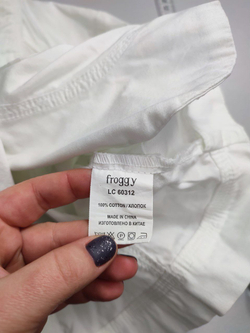 froggy
LC 60312
100% COTTON/ХЛОПОК
MADE IN CHINA
ИЗГОТОВЛЕНО В КИТАЕ